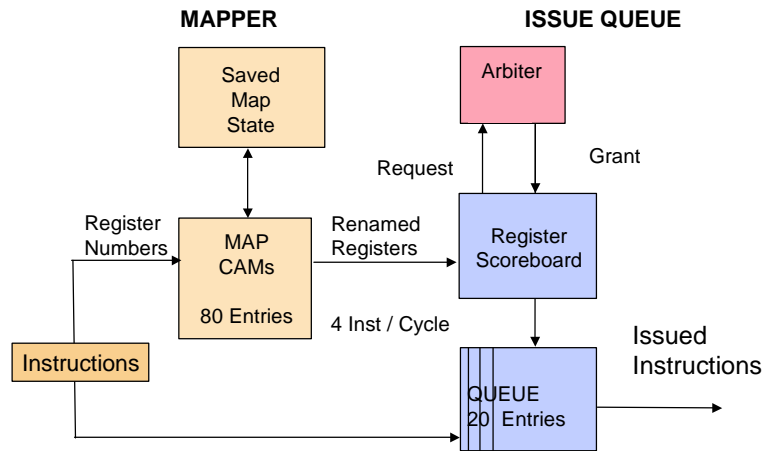 MAPPER
ISSUE QUEUE
Saved
Map
State
Arbiter
Request
Grant
Register
Numbers
MAP
CAMs
80 Entries
Renamed
Registers
Register
Scoreboard
4 Inst / Cycle
Instructions
QUEUE
20 Entries
Issued
Instructions